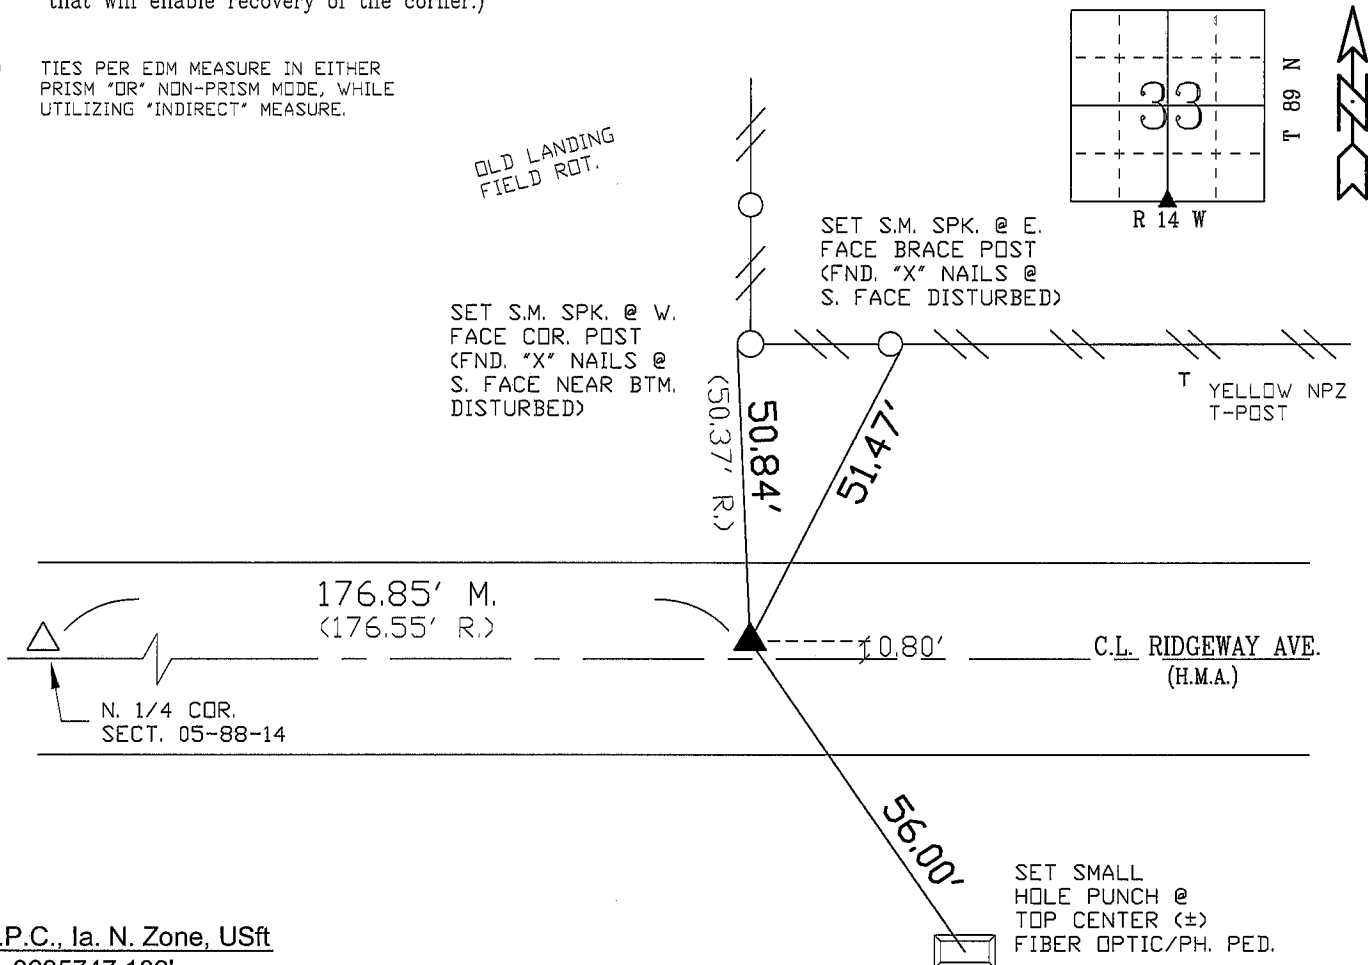 that will enable recovery of the corner.)
TIES PER EDM MEASURE IN EITHER
PRISM "OR" NON-PRISM MODE, WHILE
UTILIZING "INDIRECT" MEASURE.
OLD LANDING
FIELD ROT.
33
T 89 N
R 14 W
N
SET S.M. SPK. @ E.
FACE BRACE POST
(FND. "X" NAILS @
S. FACE DISTURBED)
SET S.M. SPK. @ W.
FACE COR. POST
(FND. "X" NAILS @
S. FACE NEAR BTM.
DISTURBED)
T
YELLOW NPZ
T-POST
(50.37' R.)
50.84'
51.47'
176.85' M.
(176.55' R.)
0.80'
C.L. RIDGEWAY AVE.
(H.M.A.)
N. 1/4 COR.
SECT. 05-88-14
56.00'
SET SMALL
HOLE PUNCH @
TOP CENTER (±)
FIBER OPTIC/PH. PED.
.P.C., Ia. N. Zone, USft